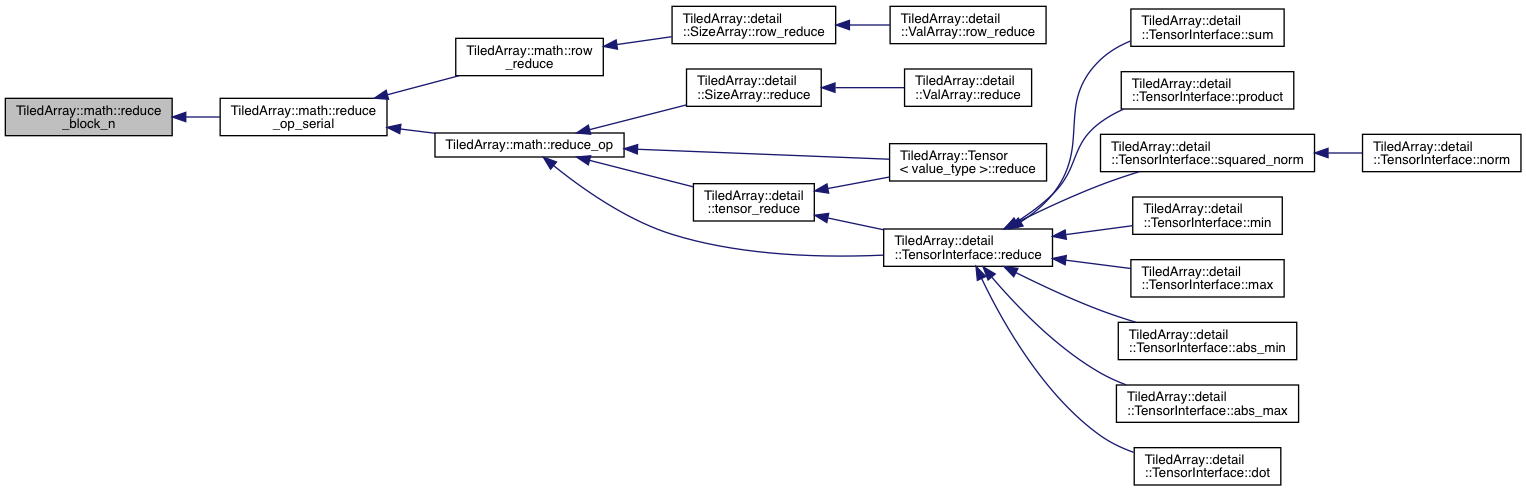 TiledArray::math::reduce
_block_n
TiledArray::math::reduce
_op_serial
TiledArray::math::row
_reduce
TiledArray::detail
::SizeArray::row_reduce
TiledArray::detail
::ValArray::row_reduce
TiledArray::math::reduce_op
TiledArray::detail
::SizeArray::reduce
TiledArray::detail
::ValArray::reduce
TiledArray::Tensor
< value_type >::reduce
TiledArray::detail
::tensor_reduce
TiledArray::detail
::TensorInterface::reduce
TiledArray::detail
::TensorInterface::sum
TiledArray::detail
::TensorInterface::product
TiledArray::detail
::TensorInterface::squared_norm
TiledArray::detail
::TensorInterface::norm
TiledArray::detail
::TensorInterface::min
TiledArray::detail
::TensorInterface::max
TiledArray::detail
::TensorInterface::abs_min
TiledArray::detail
::TensorInterface::abs_max
TiledArray::detail
::TensorInterface::dot